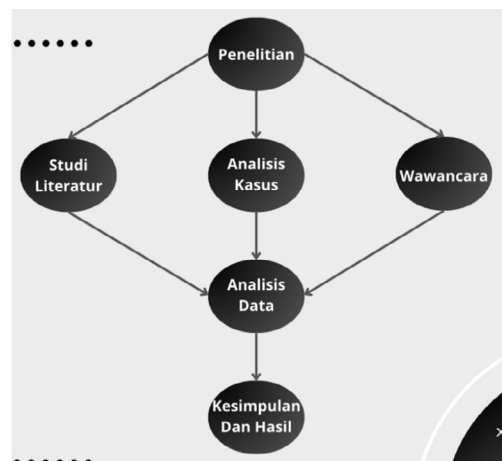 Penelitian
Studi
Literatur
Analisis
Kasus
Wawancara
Analisis
Data
Kesimpulan
Dan Hasil